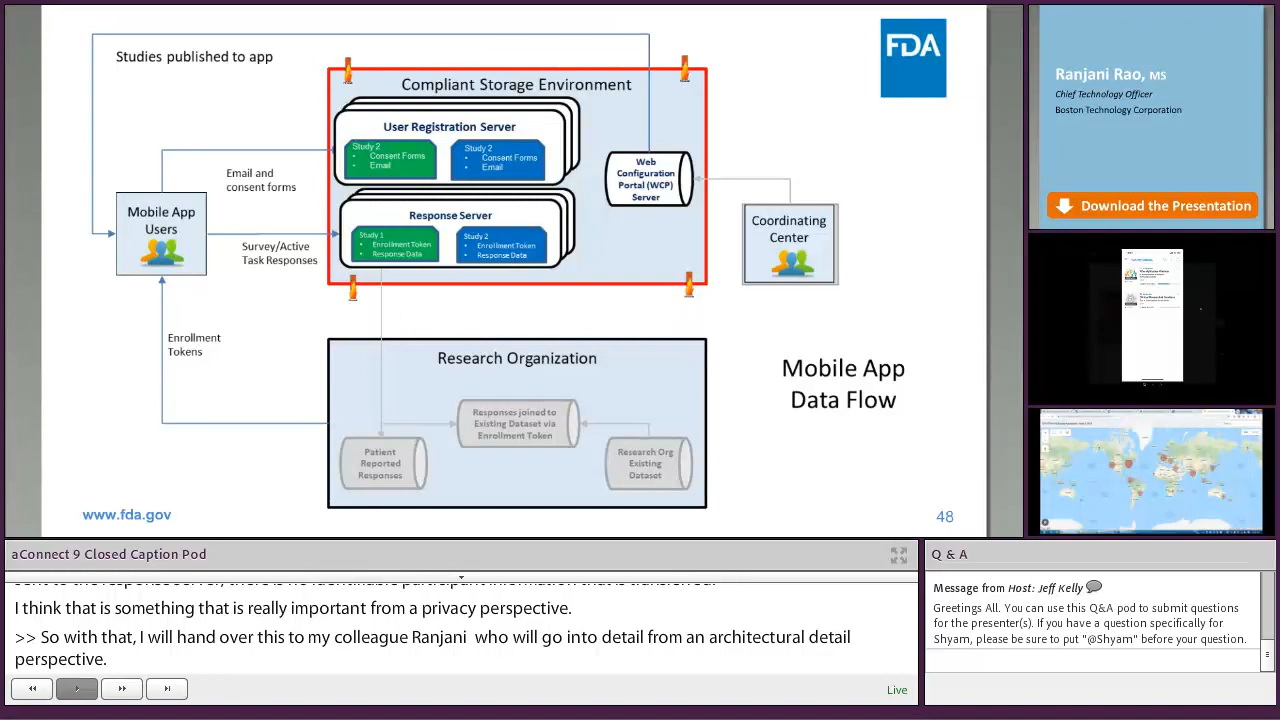 Studies published to app
FDA
Compliant Storage Environment
User Registration Server
Study 2
• Consent Forms
• Email
Study 2
• Consent Forms
• Email
Web
Configuration
Portal (WCP)
Server
Email and
consent forms
Mobile App
Users
Response Server
Study 1
• Enrollment Token
• Response Data
Study 2
• Enrollment Token
• Response Data
Survey/Active
Task Responses
Coordinating
Center
Enrollment
Tokens
Research Organization
Responses joined to
Existing Dataset via
Enrollment Token
Patient
Reported
Responses
Research Org
Existing
Dataset
Mobile App
Data Flow
www.fda.gov
48
Ranjani Rao, MS
Chief Technology Officer
Boston Technology Corporation
Download the Presentation
aConnect 9 Closed Caption Pod
I think that is something that is really important from a privacy perspective.
>> So with that, I will hand over this to my colleague Ranjani who will go into detail from an architectural detail
perspective.
Live
Q & A
Message from Host: Jeff Kelly
Greetings All. You can use this Q&A pod to submit questions
for the presenter(s). If you have a question specifically for
Shyam, please be sure to put "@Shyam" before your question.